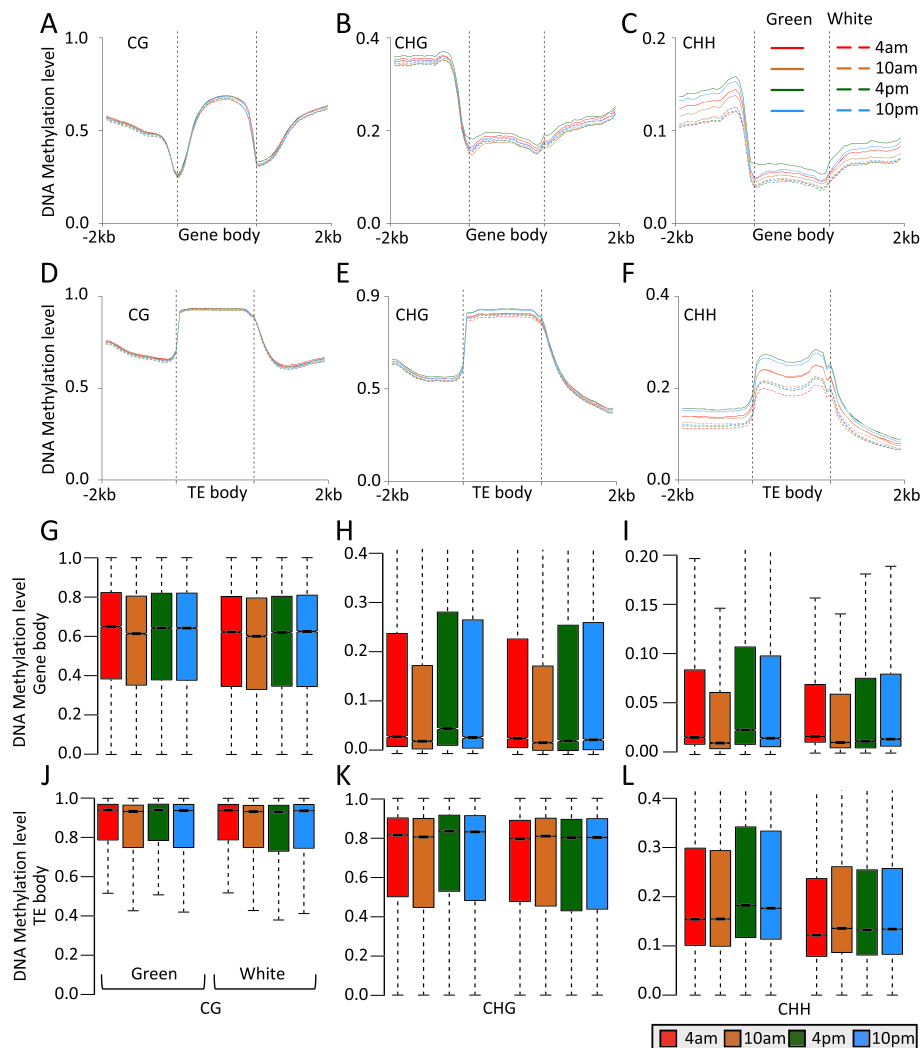 A
B
C
Green White
1.0
0.4
0.2
CG
CHG
CHH
4am
10am
4pm
10pm
DNA Methylation level
0.5
0.2
0.1
0.0
0.0
0.0
-2kb Gene body 2kb
-2kb Gene body 2kb
-2kb Gene body 2kb
D
E
F
1.0
0.9
0.4
CG
CHG
CHH
DNA Methylation level
0.5
0.5
0.2
0.0
0.0
0.0
-2kb TE body 2kb
-2kb TE body 2kb
-2kb TE body 2kb
G
H
I
DNA Methylation level
Gene body
1.0
0.8
0.6
0.4
0.2
0.0
0.4
0.3
0.2
0.1
0.0
0.20
0.15
0.10
0.05
0.00
J
K
L
DNA Methylation level
TE body
1.0
0.8
0.6
0.4
0.2
0.0
1.0
0.8
0.6
0.4
0.2
0.0
0.4
0.3
0.2
0.1
0.0
Green White
CG
CHG
CHH
4am 10am 4pm 10pm